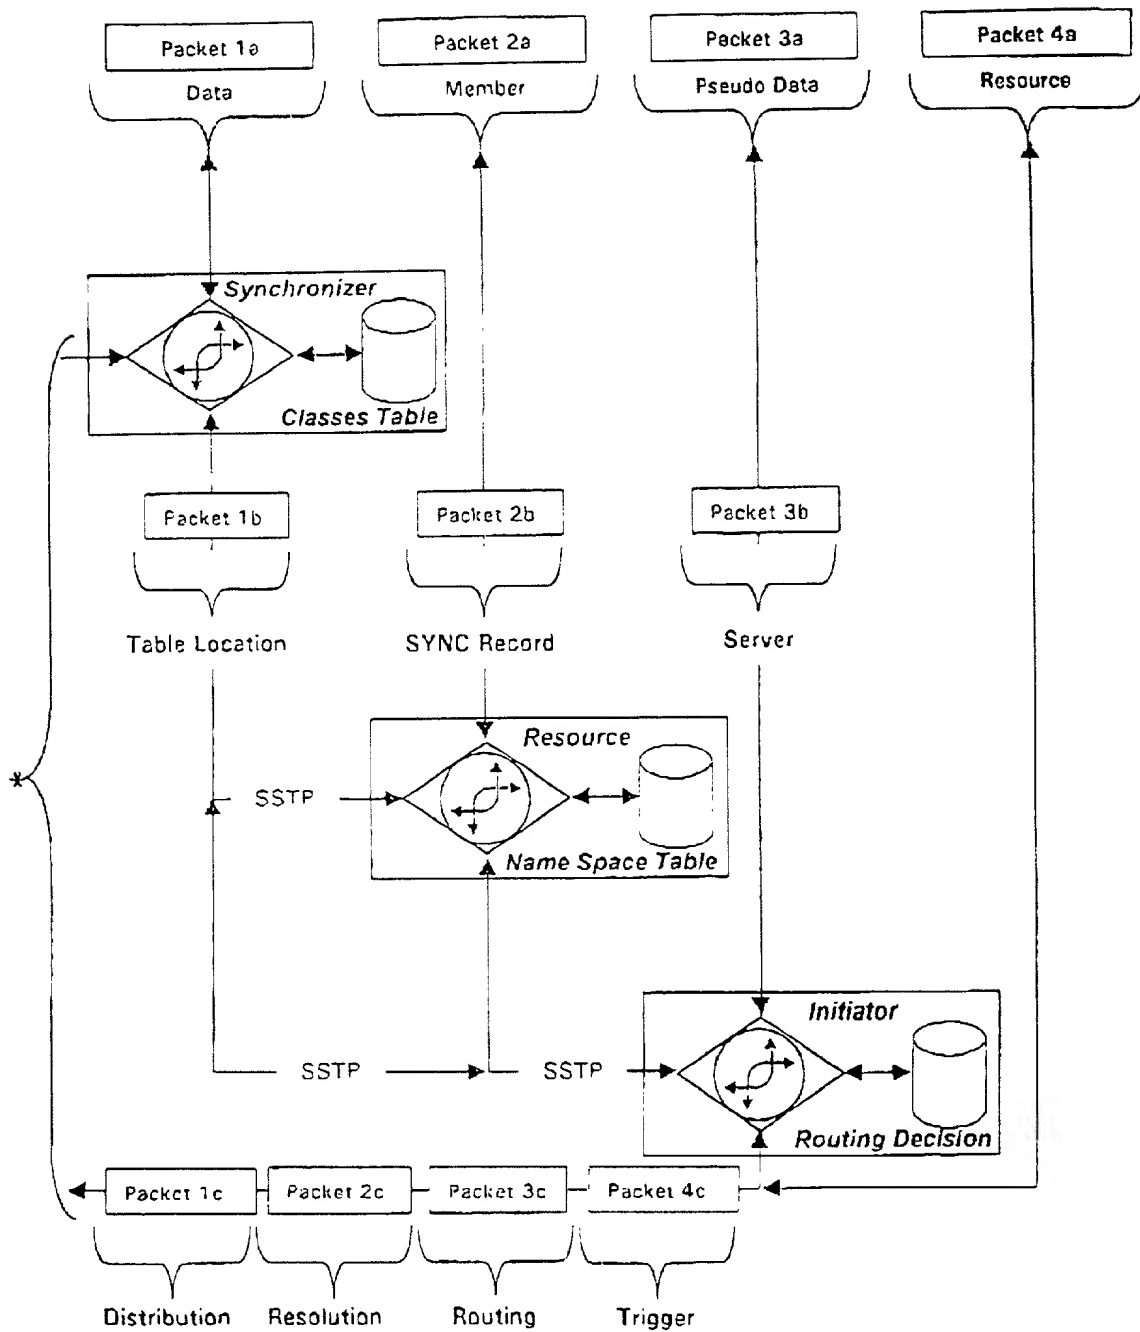 Packet 1a
Packet 2a
Packet 3a
Packet 4a
Data
Member
Pseudo Data
Resource
Synchronizer
Classes Table
Packet 1b
Packet 2b
Packet 3b
Table Location
SYNC Record
Server
Resource
SSTP
Name Space Table
Initiator
SSTP
SSTP
Routing Decision
Packet 1c
Packet 2c
Packet 3c
Packet 4c
Distribution
Resolution
Routing
Trigger